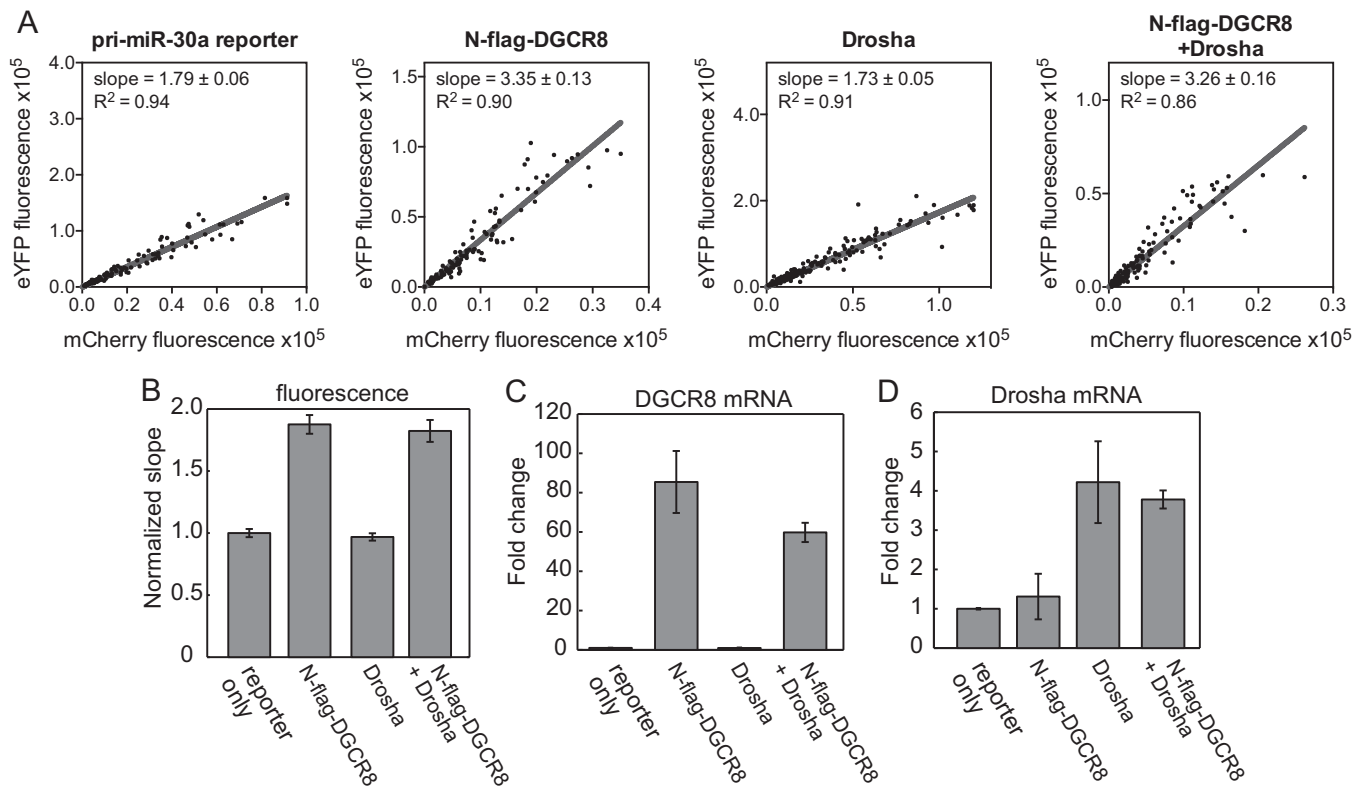 A
pri-miR-30a reporter
eYFP fluorescence x10⁵
4.0
3.0
2.0
1.0
0.0
slope = 1.79 ± 0.06
R² = 0.94
0.0 0.2 0.4 0.6 0.8 1.0
mCherry fluorescence x10⁵
N-flag-DGCR8
eYFP fluorescence x10⁵
1.5
1.0
0.5
0.0
slope = 3.35 ± 0.13
R² = 0.90
0.0 0.1 0.2 0.3 0.4
mCherry fluorescence x10⁵
Drosha
eYFP fluorescence x10⁵
4.0
2.0
0.0
slope = 1.73 ± 0.05
R² = 0.91
0.0 0.5 1.0
mCherry fluorescence x10⁵
N-flag-DGCR8
+Drosha
eYFP fluorescence x10⁵
1.0
0.5
0.0
slope = 3.26 ± 0.16
R² = 0.86
0.0 0.1 0.2 0.3
mCherry fluorescence x10⁵
B
fluorescence
Normalized slope
2.0
1.5
1.0
0.5
0
reporter
only
N-flag-DGCR8
Drosha
N-flag-DGCR8
+ Drosha
C
DGCR8 mRNA
Fold change
120
100
80
60
40
20
0
reporter
only
N-flag-DGCR8
Drosha
N-flag-DGCR8
+ Drosha
D
Drosha mRNA
Fold change
6
5
4
3
2
1
0
reporter
only
N-flag-DGCR8
Drosha
N-flag-DGCR8
+ Drosha